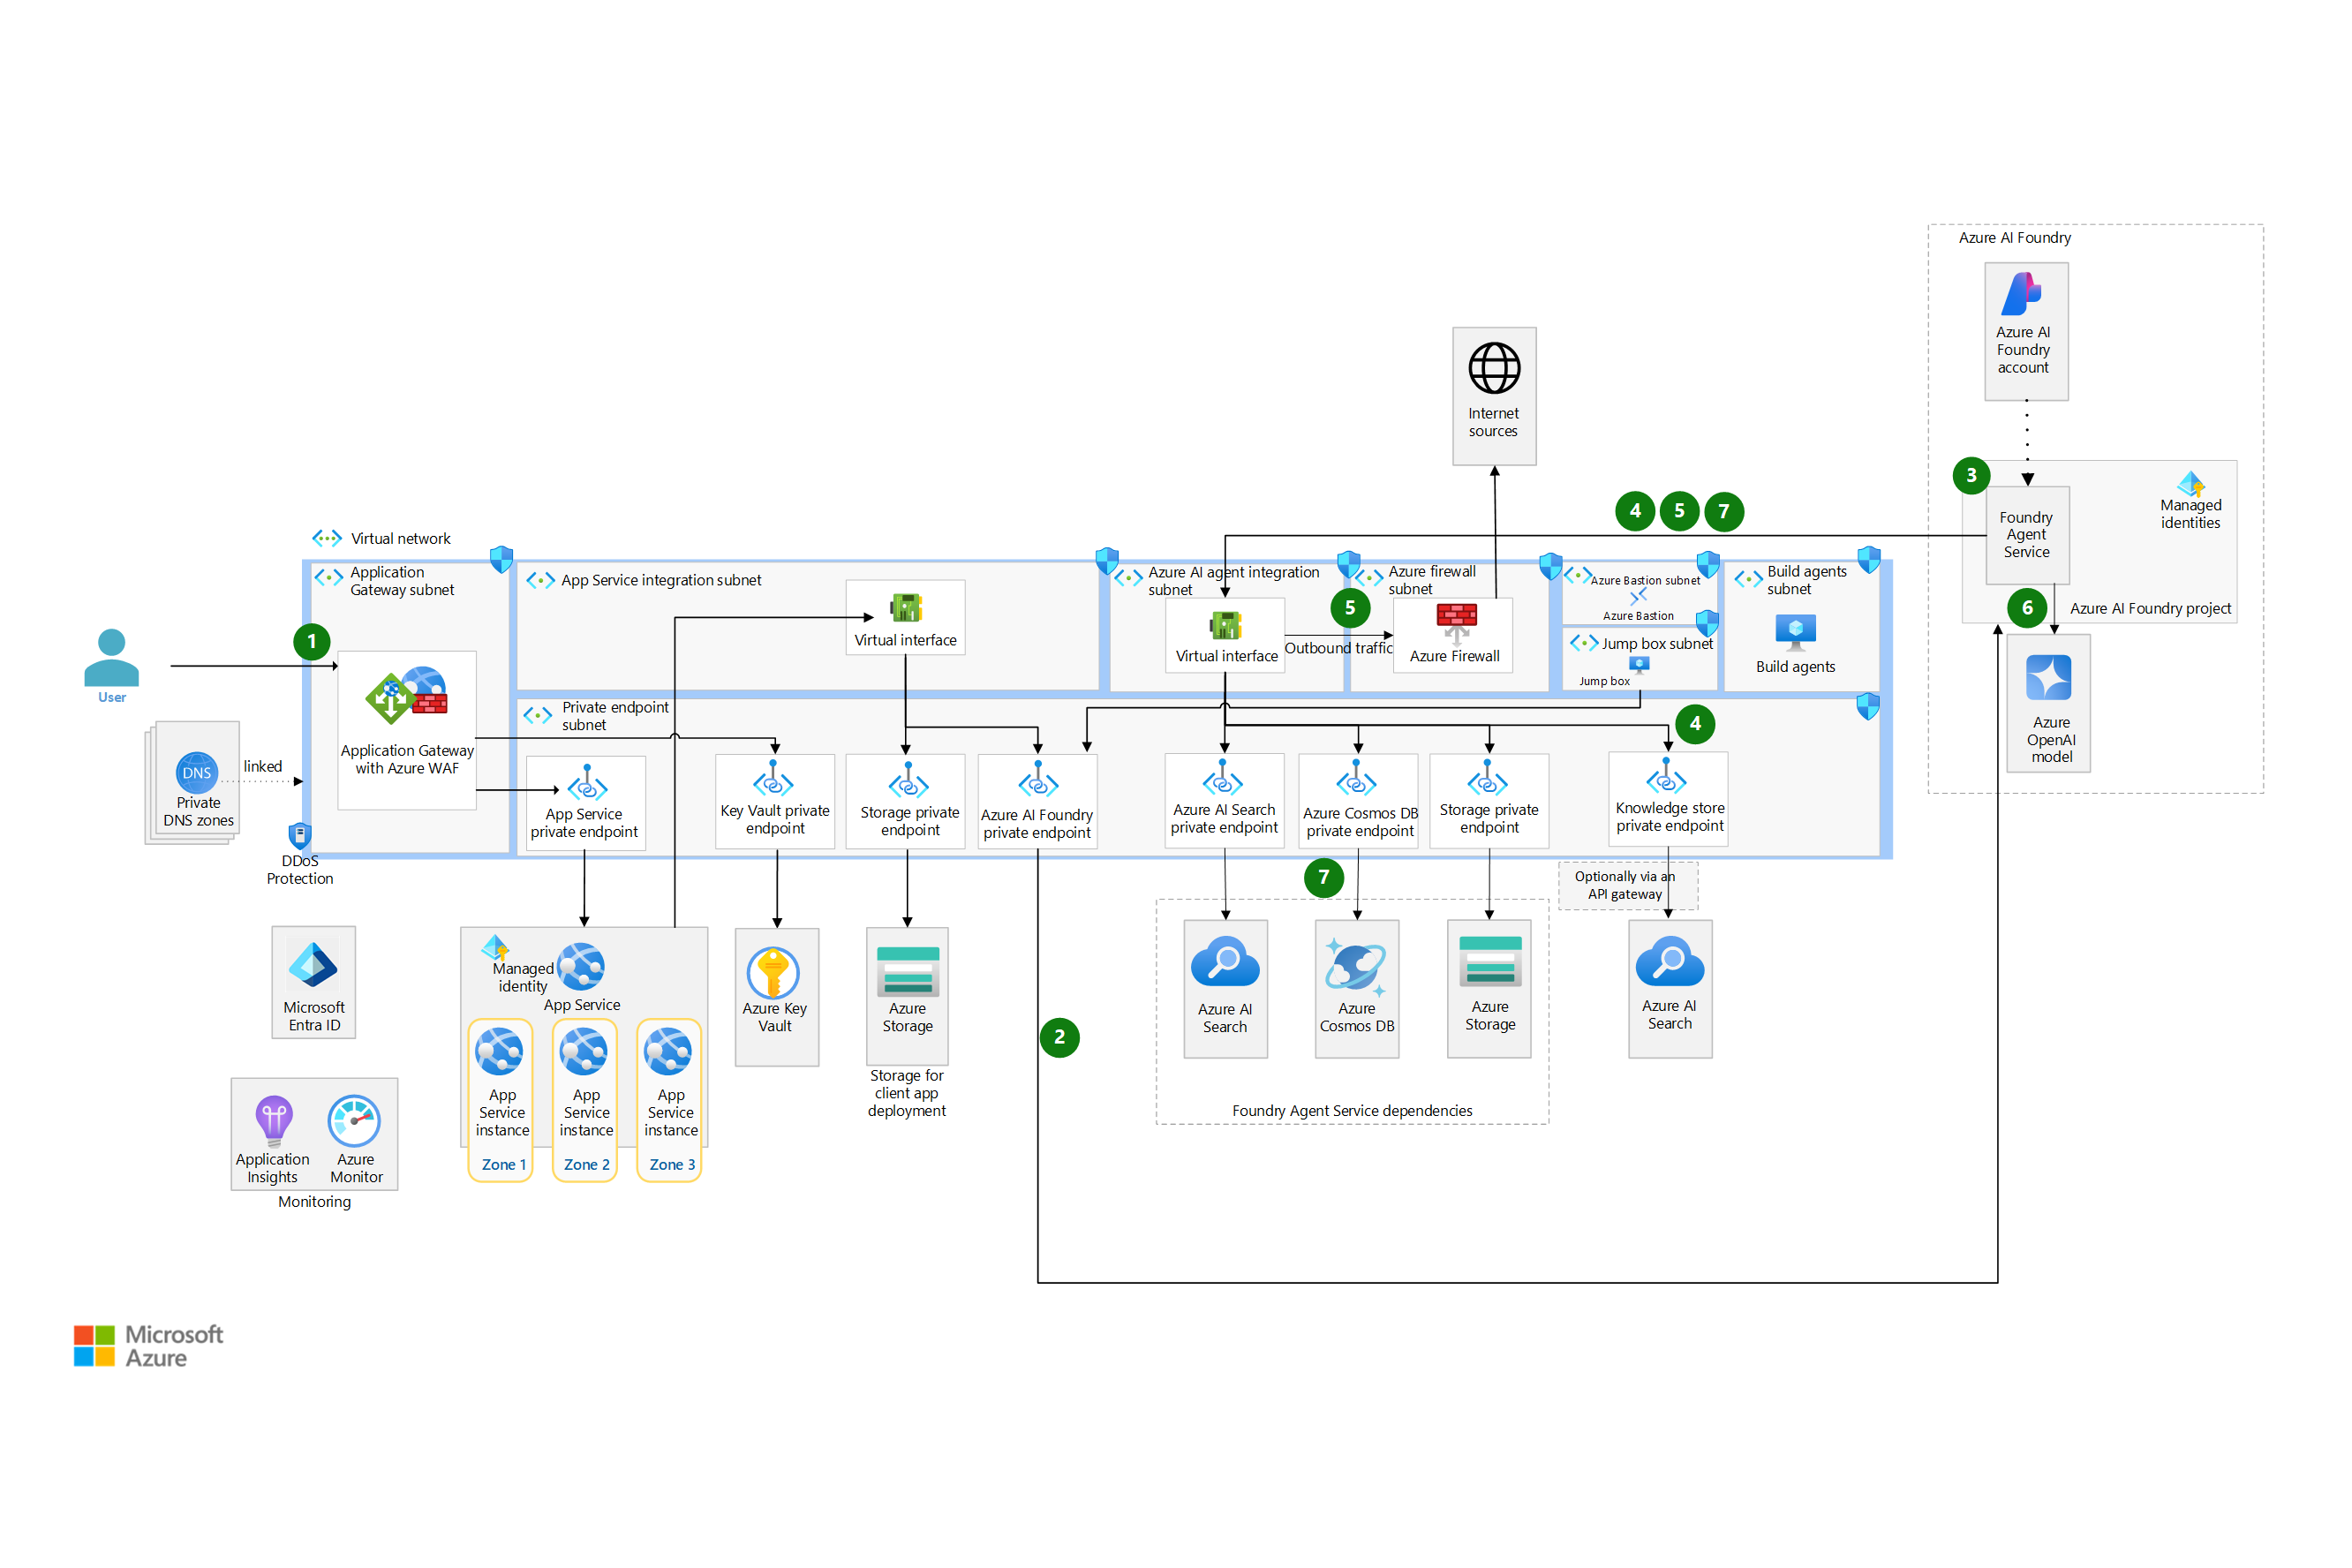 Azure AI Foundry
Azure AI
Foundry
account
Internet
sources
3
Managed
identities
4 5 7
Foundry
Agent
Service
6
Azure AI Foundry project
Azure
OpenAI
model
Virtual network
Application
Gateway subnet
App Service integration subnet
Virtual interface
Azure AI agent integration
subnet
Virtual interface
5
Outbound traffic
Azure firewall
subnet
Azure Firewall
Azure Bastion subnet
Azure Bastion
Jump box subnet
Jump box
Build agents
subnet
Build agents
1
User
Application Gateway
with Azure WAF
DNS
Private
DNS zones
linked
DDoS
Protection
Private endpoint
subnet
4
App Service
private endpoint
Key Vault private
endpoint
Storage private
endpoint
Azure AI Foundry
private endpoint
Azure AI Search
private endpoint
Azure Cosmos DB
private endpoint
Storage private
endpoint
Knowledge store
private endpoint
Optionally via an
API gateway
7
Microsoft
Entra ID
Managed
identity
App Service
App
Service
instance
Zone 1
App
Service
instance
Zone 2
App
Service
instance
Zone 3
Azure Key
Vault
Azure
Storage
Storage for
client app
deployment
2
Azure AI
Search
Azure
Cosmos DB
Azure
Storage
Foundry Agent Service dependencies
Azure AI
Search
Application
Insights
Azure
Monitor
Monitoring
Microsoft
Azure